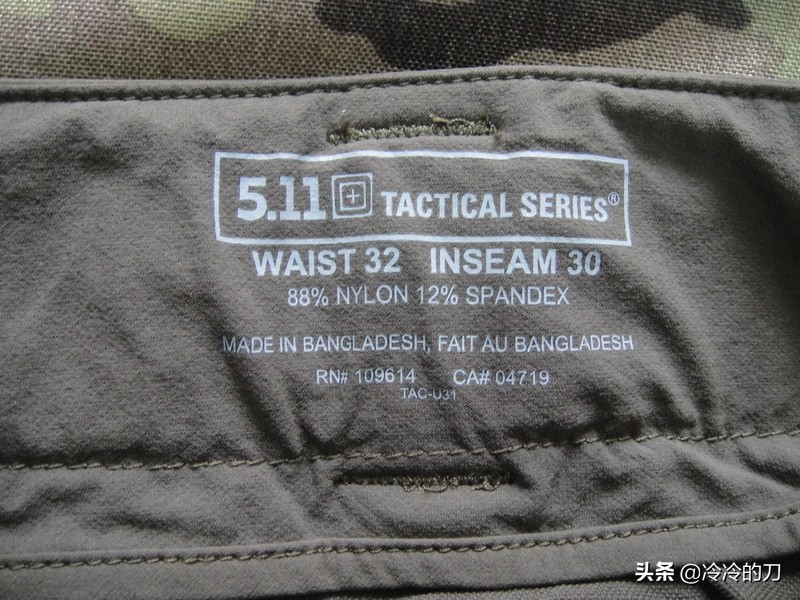 5.11 TACTICAL SERIES®
WAIST 32 INSEAM 30
88% NYLON 12% SPANDEX
MADE IN BANGLADESH, FAIT AU BANGLADESH
RN# 109614 CA# 04719
TAC-U31
头条 @冷冷的刀